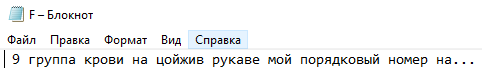 F – Блокнот
Файл Правка Формат Вид Справка
9 группа крови на цойжив рукаве мой порядковый номер на...